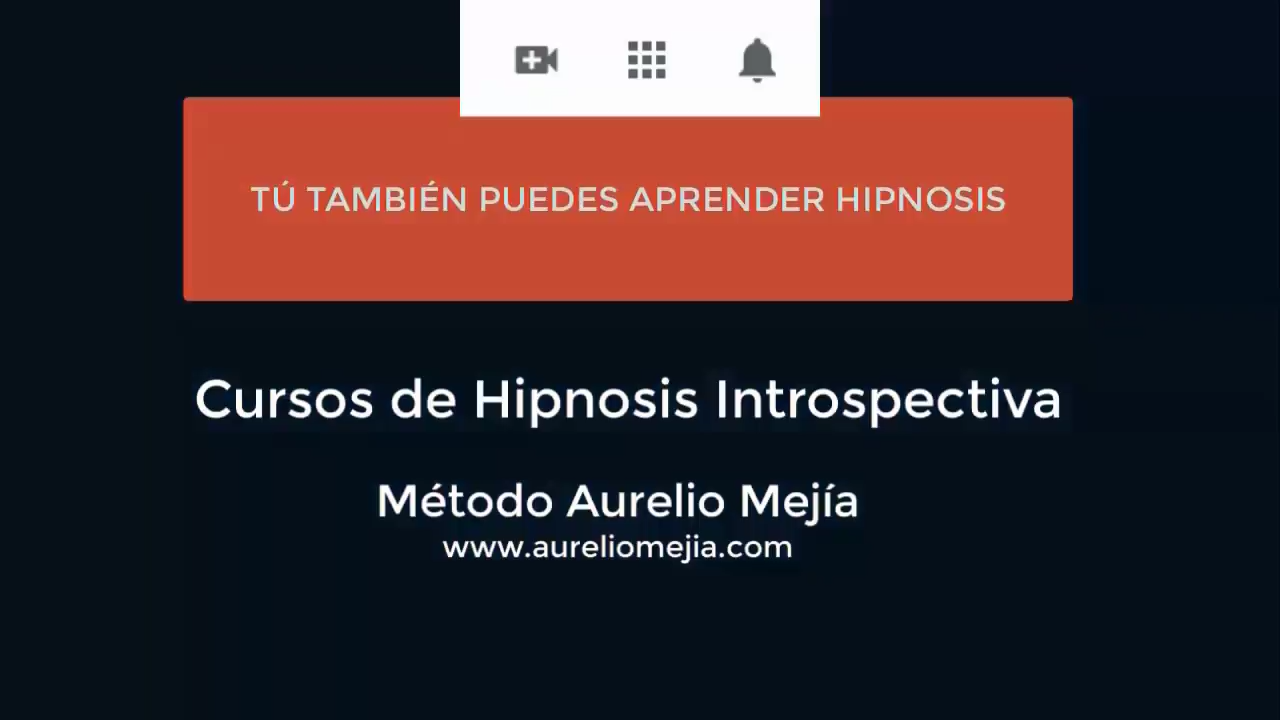 TÚ TAMBIÉN PUEDES APRENDER HIPNOSIS
Cursos de Hipnosis Introspectiva
Método Aurelio Mejía
www.aureliomejia.com